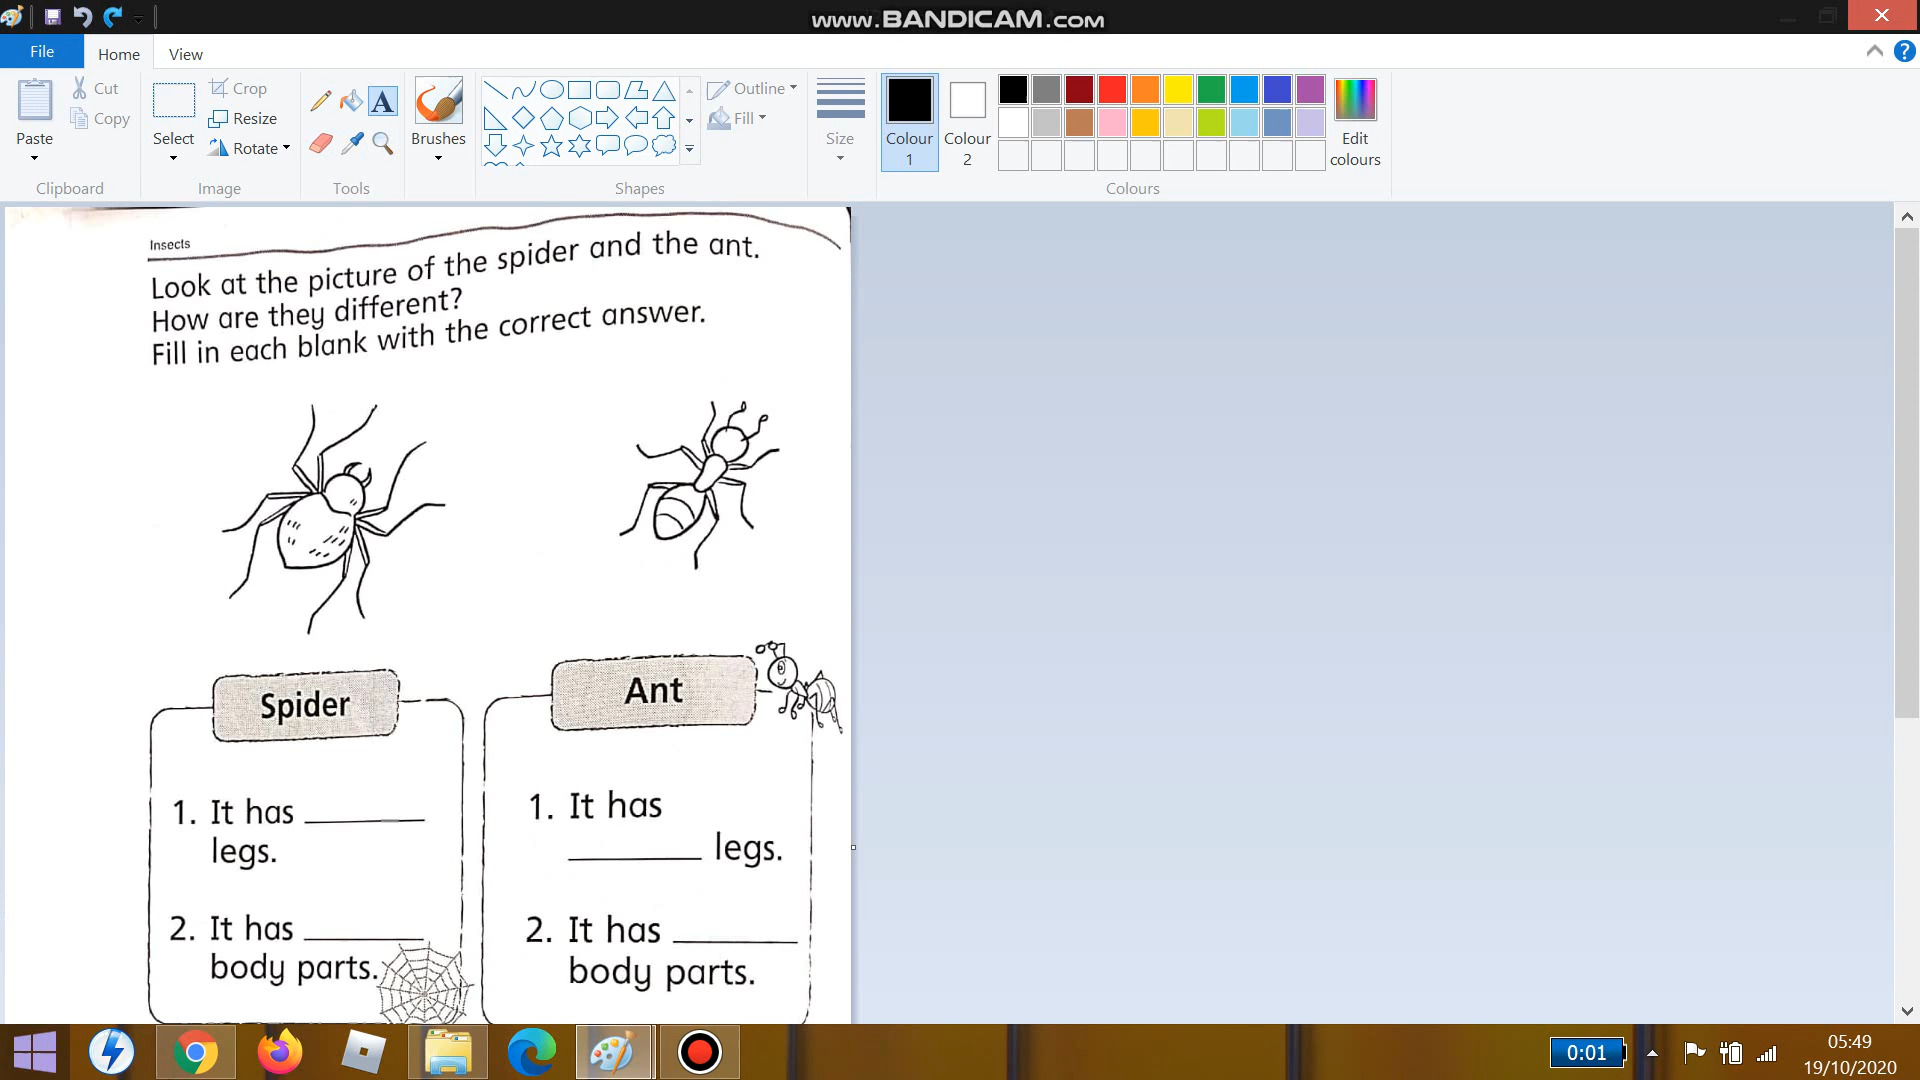 www.BANDICAM.com
File
Home
View
Paste
Cut
Copy
Clipboard
Select
Crop
Resize
Rotate
Image
A
Tools
Brushes
Shapes
Outline
Fill
Size
Colour
1
Colour
2
Edit
colours
Colours
Insects
Look at the picture of the spider and the ant.
How are they different?
Fill in each blank with the correct answer.
Spider
1. It has ________
legs.
2. It has ________
body parts.
Ant
1. It has
________ legs.
2. It has ________
body parts.
0:01
05:49
19/10/2020